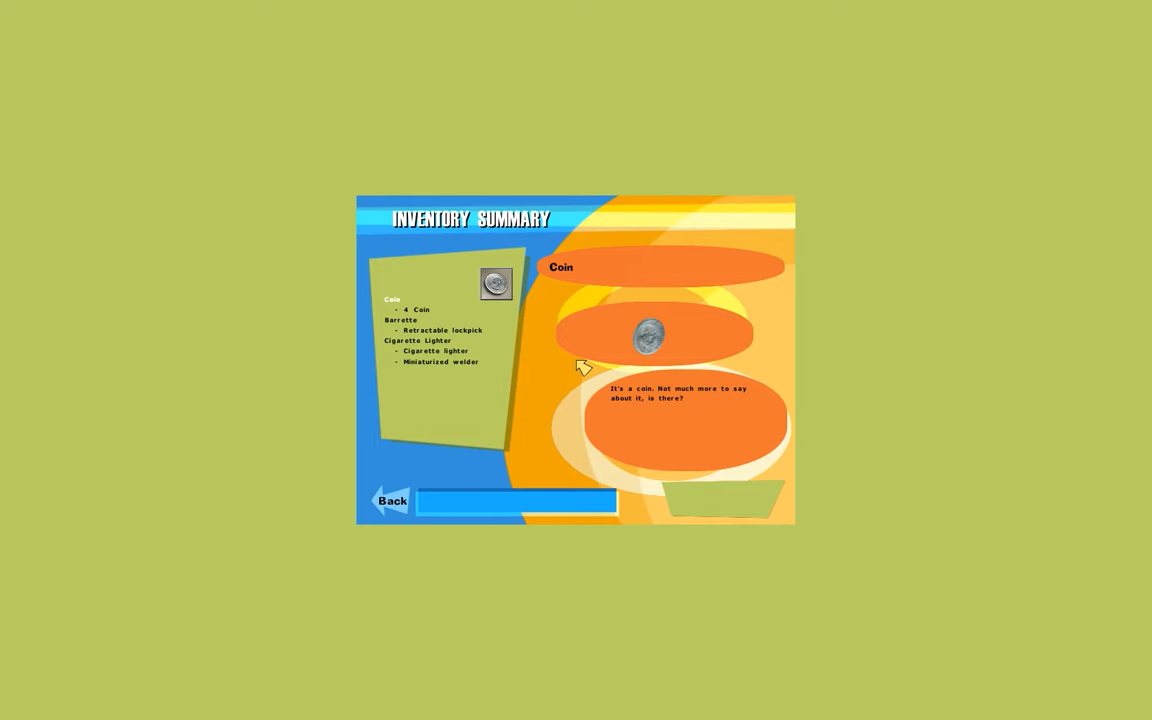 INVENTORY SUMMARY
Coin
- 4 Coin
Barrette
- Retractable lockpick
Cigarette Lighter
- Cigarette lighter
- Miniaturized welder
Coin
It's a coin. Not much more to say
about it, is there?
Back